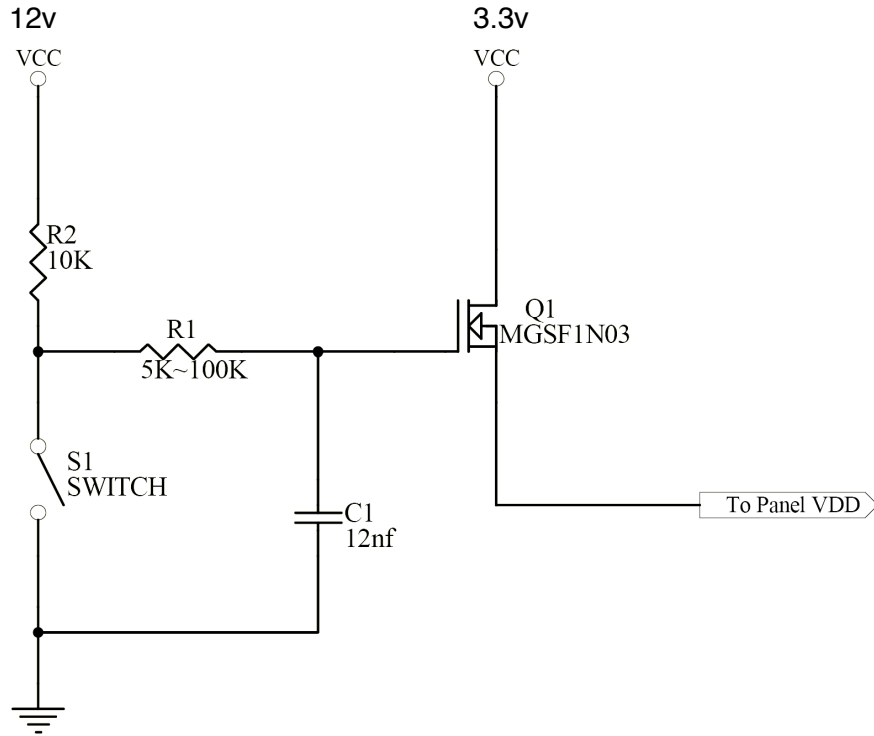 12v
3.3v
VCC
VCC
R2
10K
Q1
MGSF1N03
R1
5K~100K
S1
SWITCH
To Panel VDD
C1
12nf